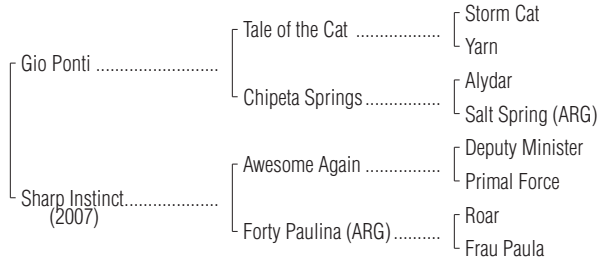 Storm Cat
Tale of the Cat ..................
Yarn
Gio Ponti ..........................
Alydar
Chipeta Springs................
Salt Spring (ARG)
Deputy Minister
Awesome Again ................
Primal Force
Sharp Instinct....................
(2007)
Roar
Forty Paulina (ARG)..........
Frau Paula